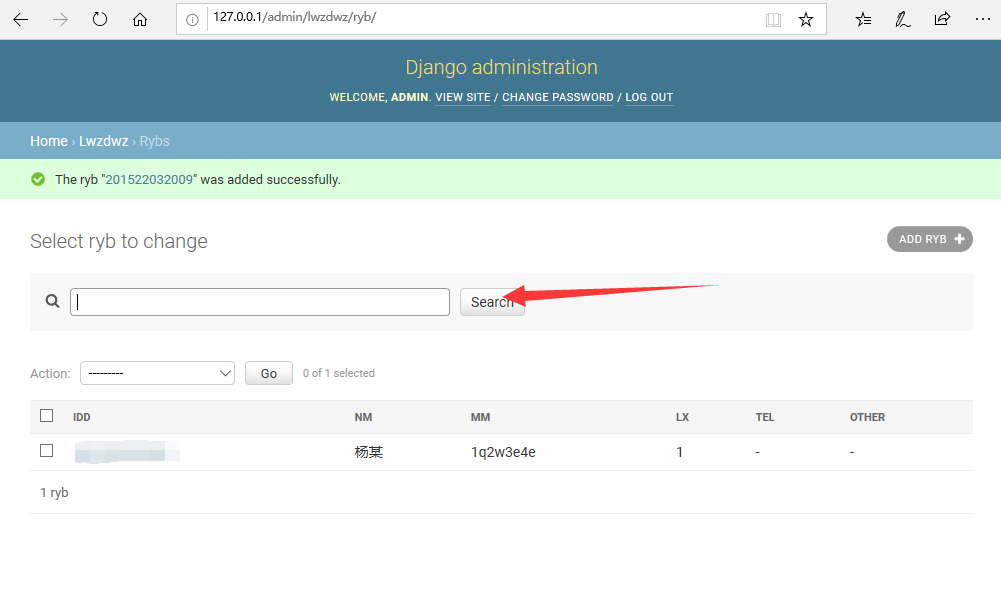 127.0.0.1/admin/lwzdwz/ryb/
Django administration
WELCOME, ADMIN. VIEW SITE / CHANGE PASSWORD / LOG OUT
Home › Lwzdwz › Rybs
The ryb "201522032009" was added successfully.
Select ryb to change
ADD RYB +
Search
Action: --------- Go 0 of 1 selected
IDD NM MM LX TEL OTHER
杨某 1q2w3e4e 1 - -
1 ryb